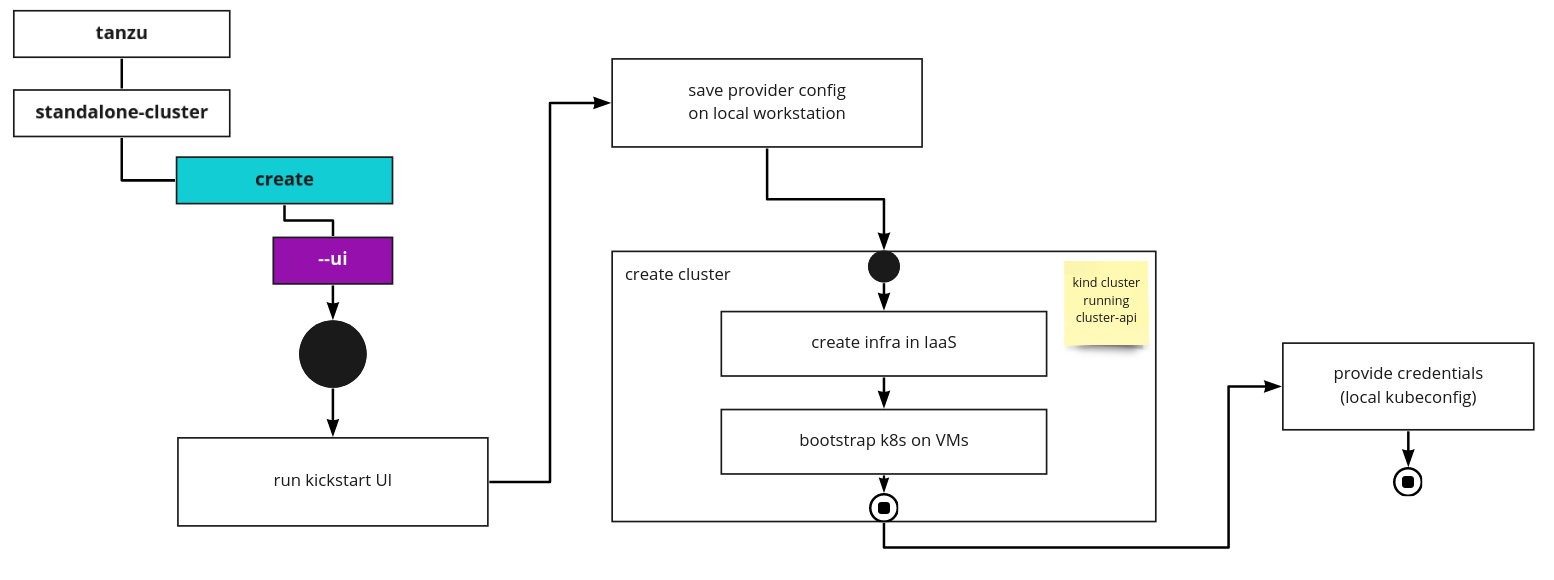 tanzu
standalone-cluster
create
--ui
run kickstart UI
save provider config
on local workstation
create cluster
kind cluster
running
cluster-api
create infra in IaaS
bootstrap k8s on VMs
provide credentials
(local kubeconfig)